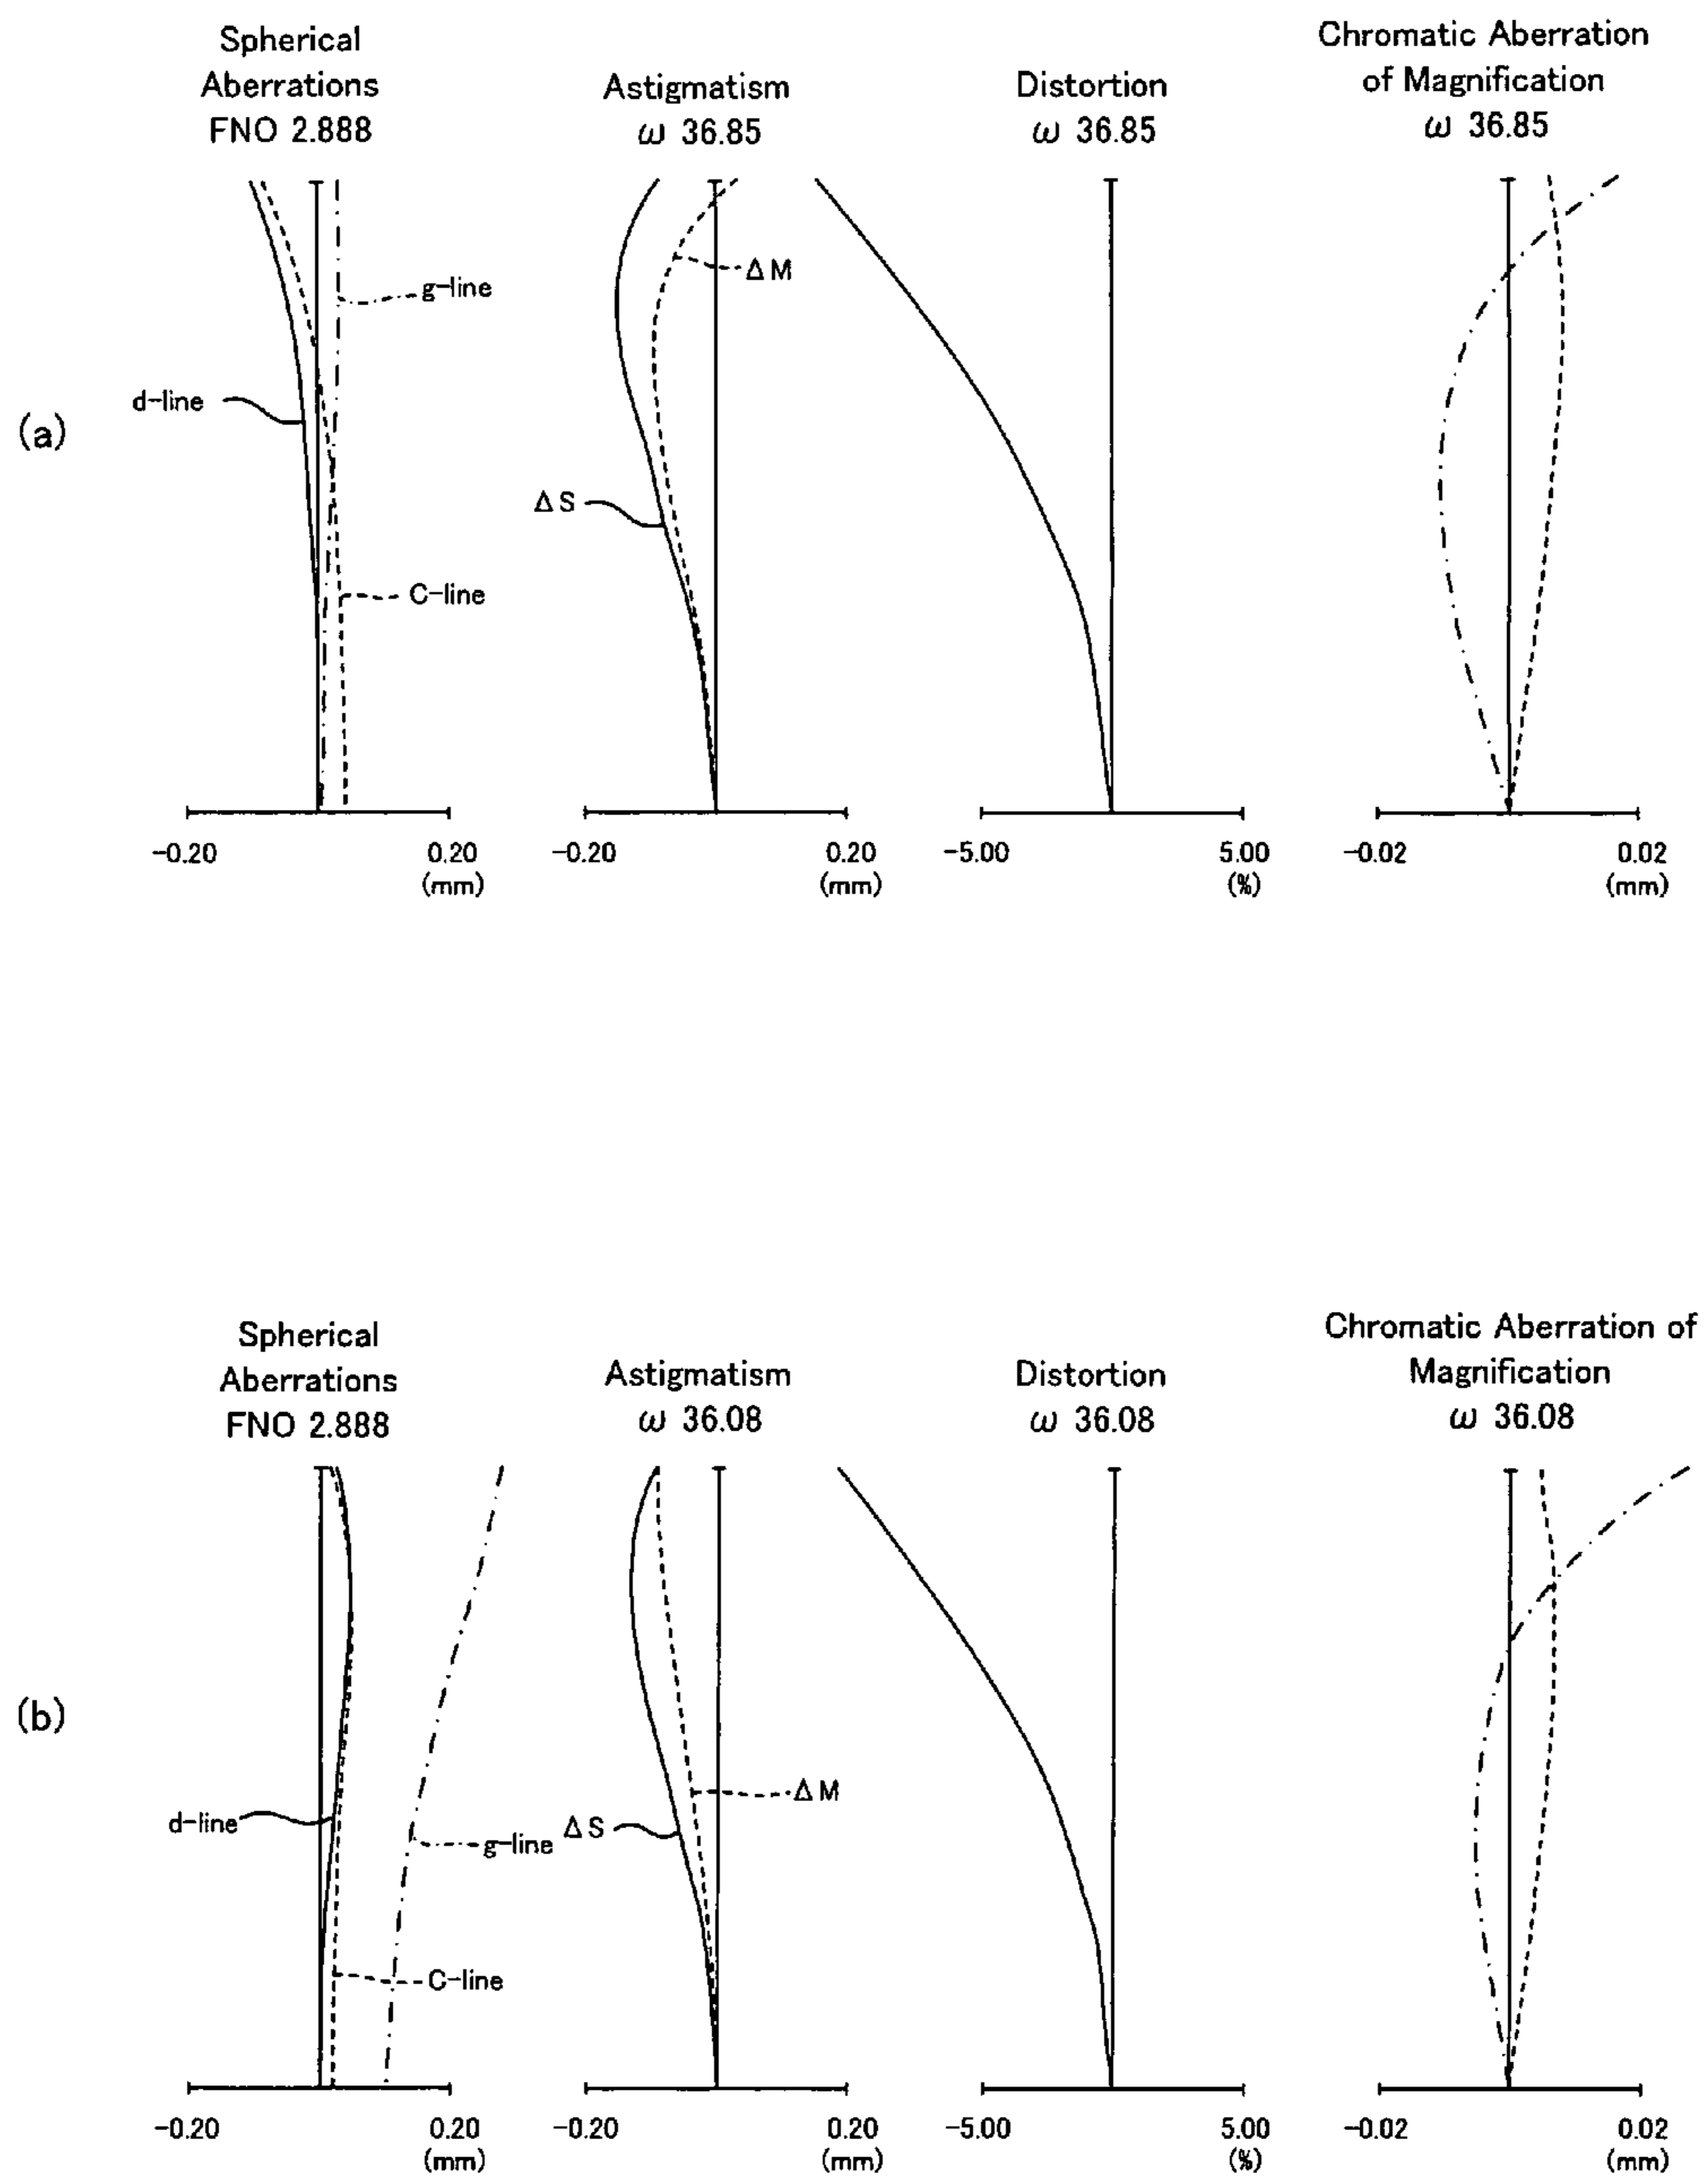 Spherical
Aberrations
FNO 2.888
Astigmatism
ω 36.85
Distortion
ω 36.85
Chromatic Aberration
of Magnification
ω 36.85
(a)
d-line
g-line
C-line
ΔM
ΔS
-0.20
0.20
(mm)
-0.20
0.20
(mm)
-5.00
5.00
(%)
-0.02
0.02
(mm)
Spherical
Aberrations
FNO 2.888
Astigmatism
ω 36.08
Distortion
ω 36.08
Chromatic Aberration of
Magnification
ω 36.08
(b)
d-line
g-line
C-line
ΔS
ΔM
-0.20
0.20
(mm)
-0.20
0.20
(mm)
-5.00
5.00
(%)
-0.02
0.02
(mm)